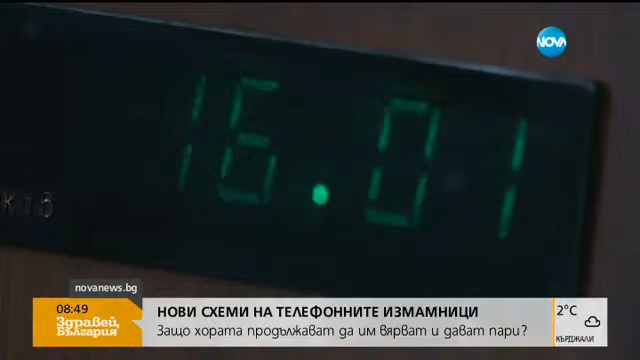 NOVA
16.01
novanews.bg
08:49
Здравей,
България
НОВИ СХЕМИ НА ТЕЛЕФОННИТЕ ИЗМАМНИЦИ
Защо хората продължават да им вярват и дават пари?
2°C
КЪРДЖАЛИ